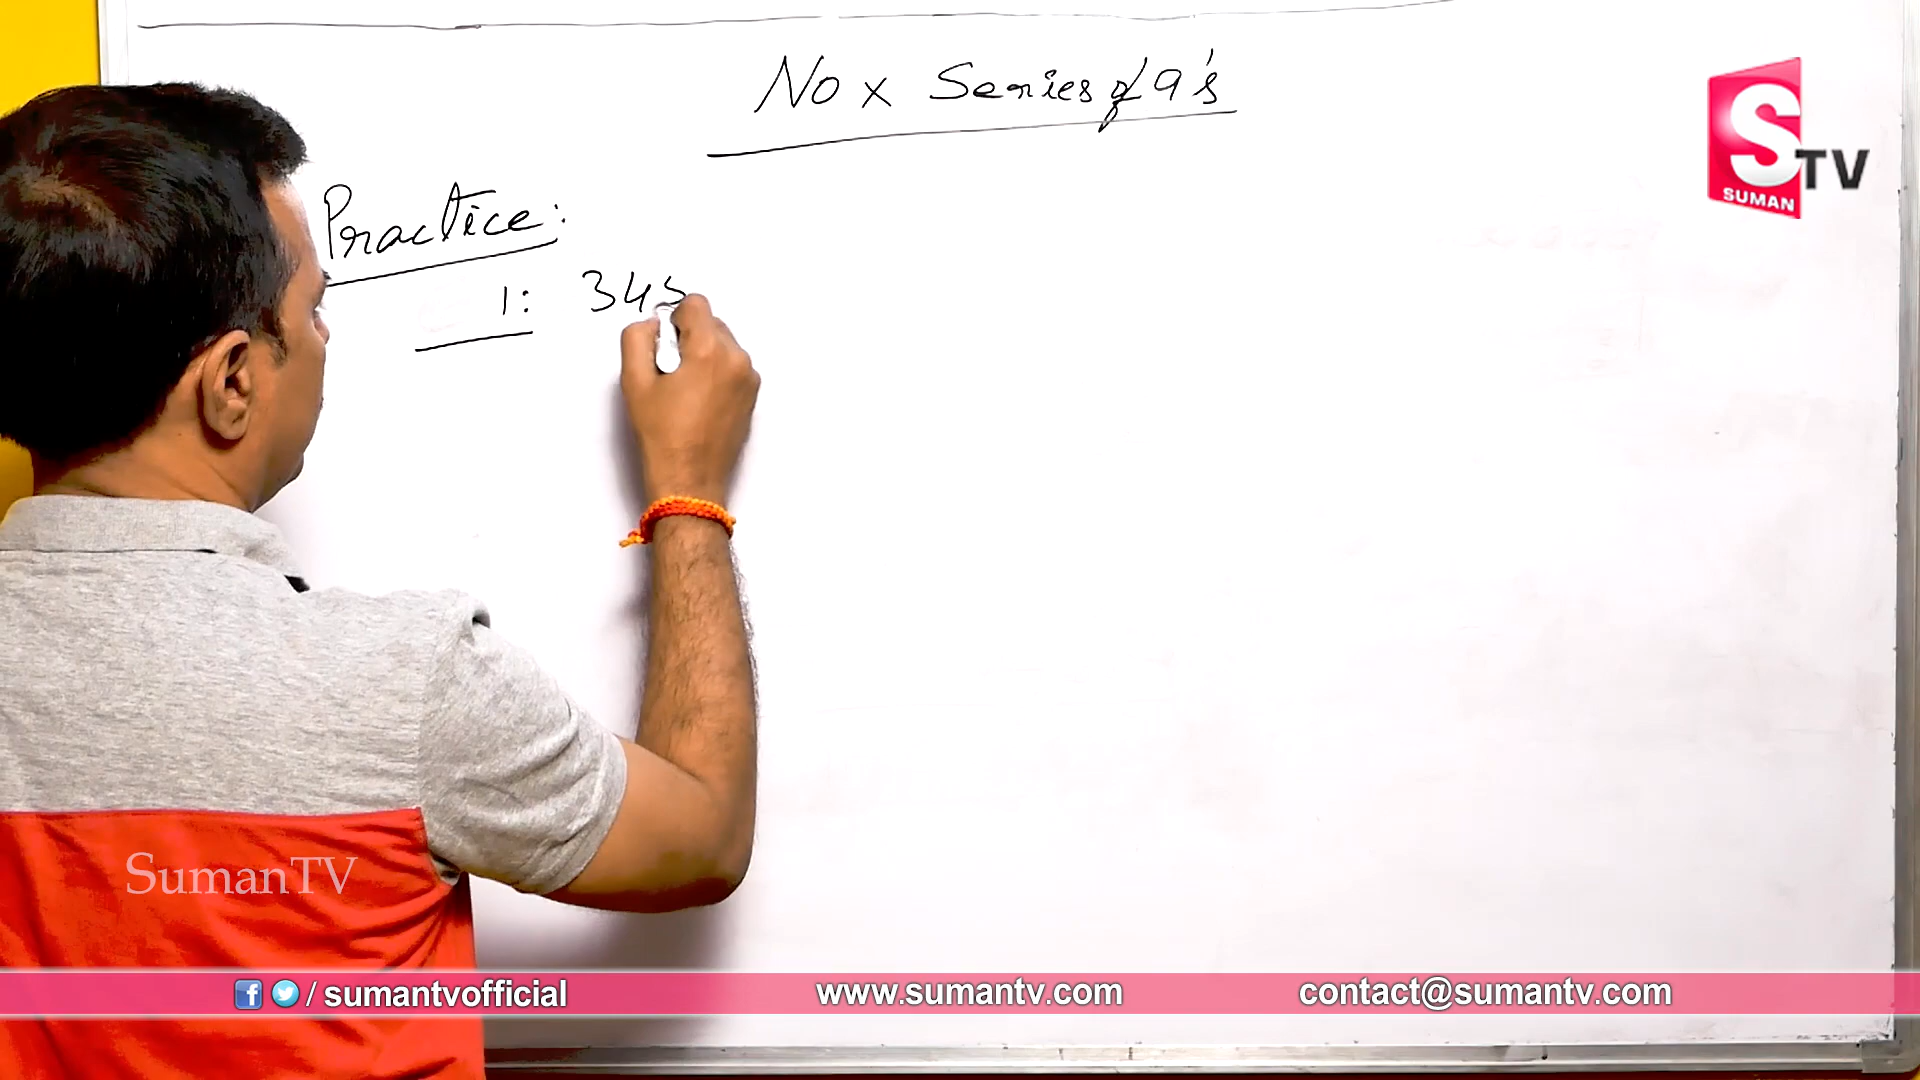 No x Series of 9's
S TV
SUMAN
Practice:
1: 345
SumanTV
/ sumantvofficial
www.sumantv.com
contact@sumantv.com